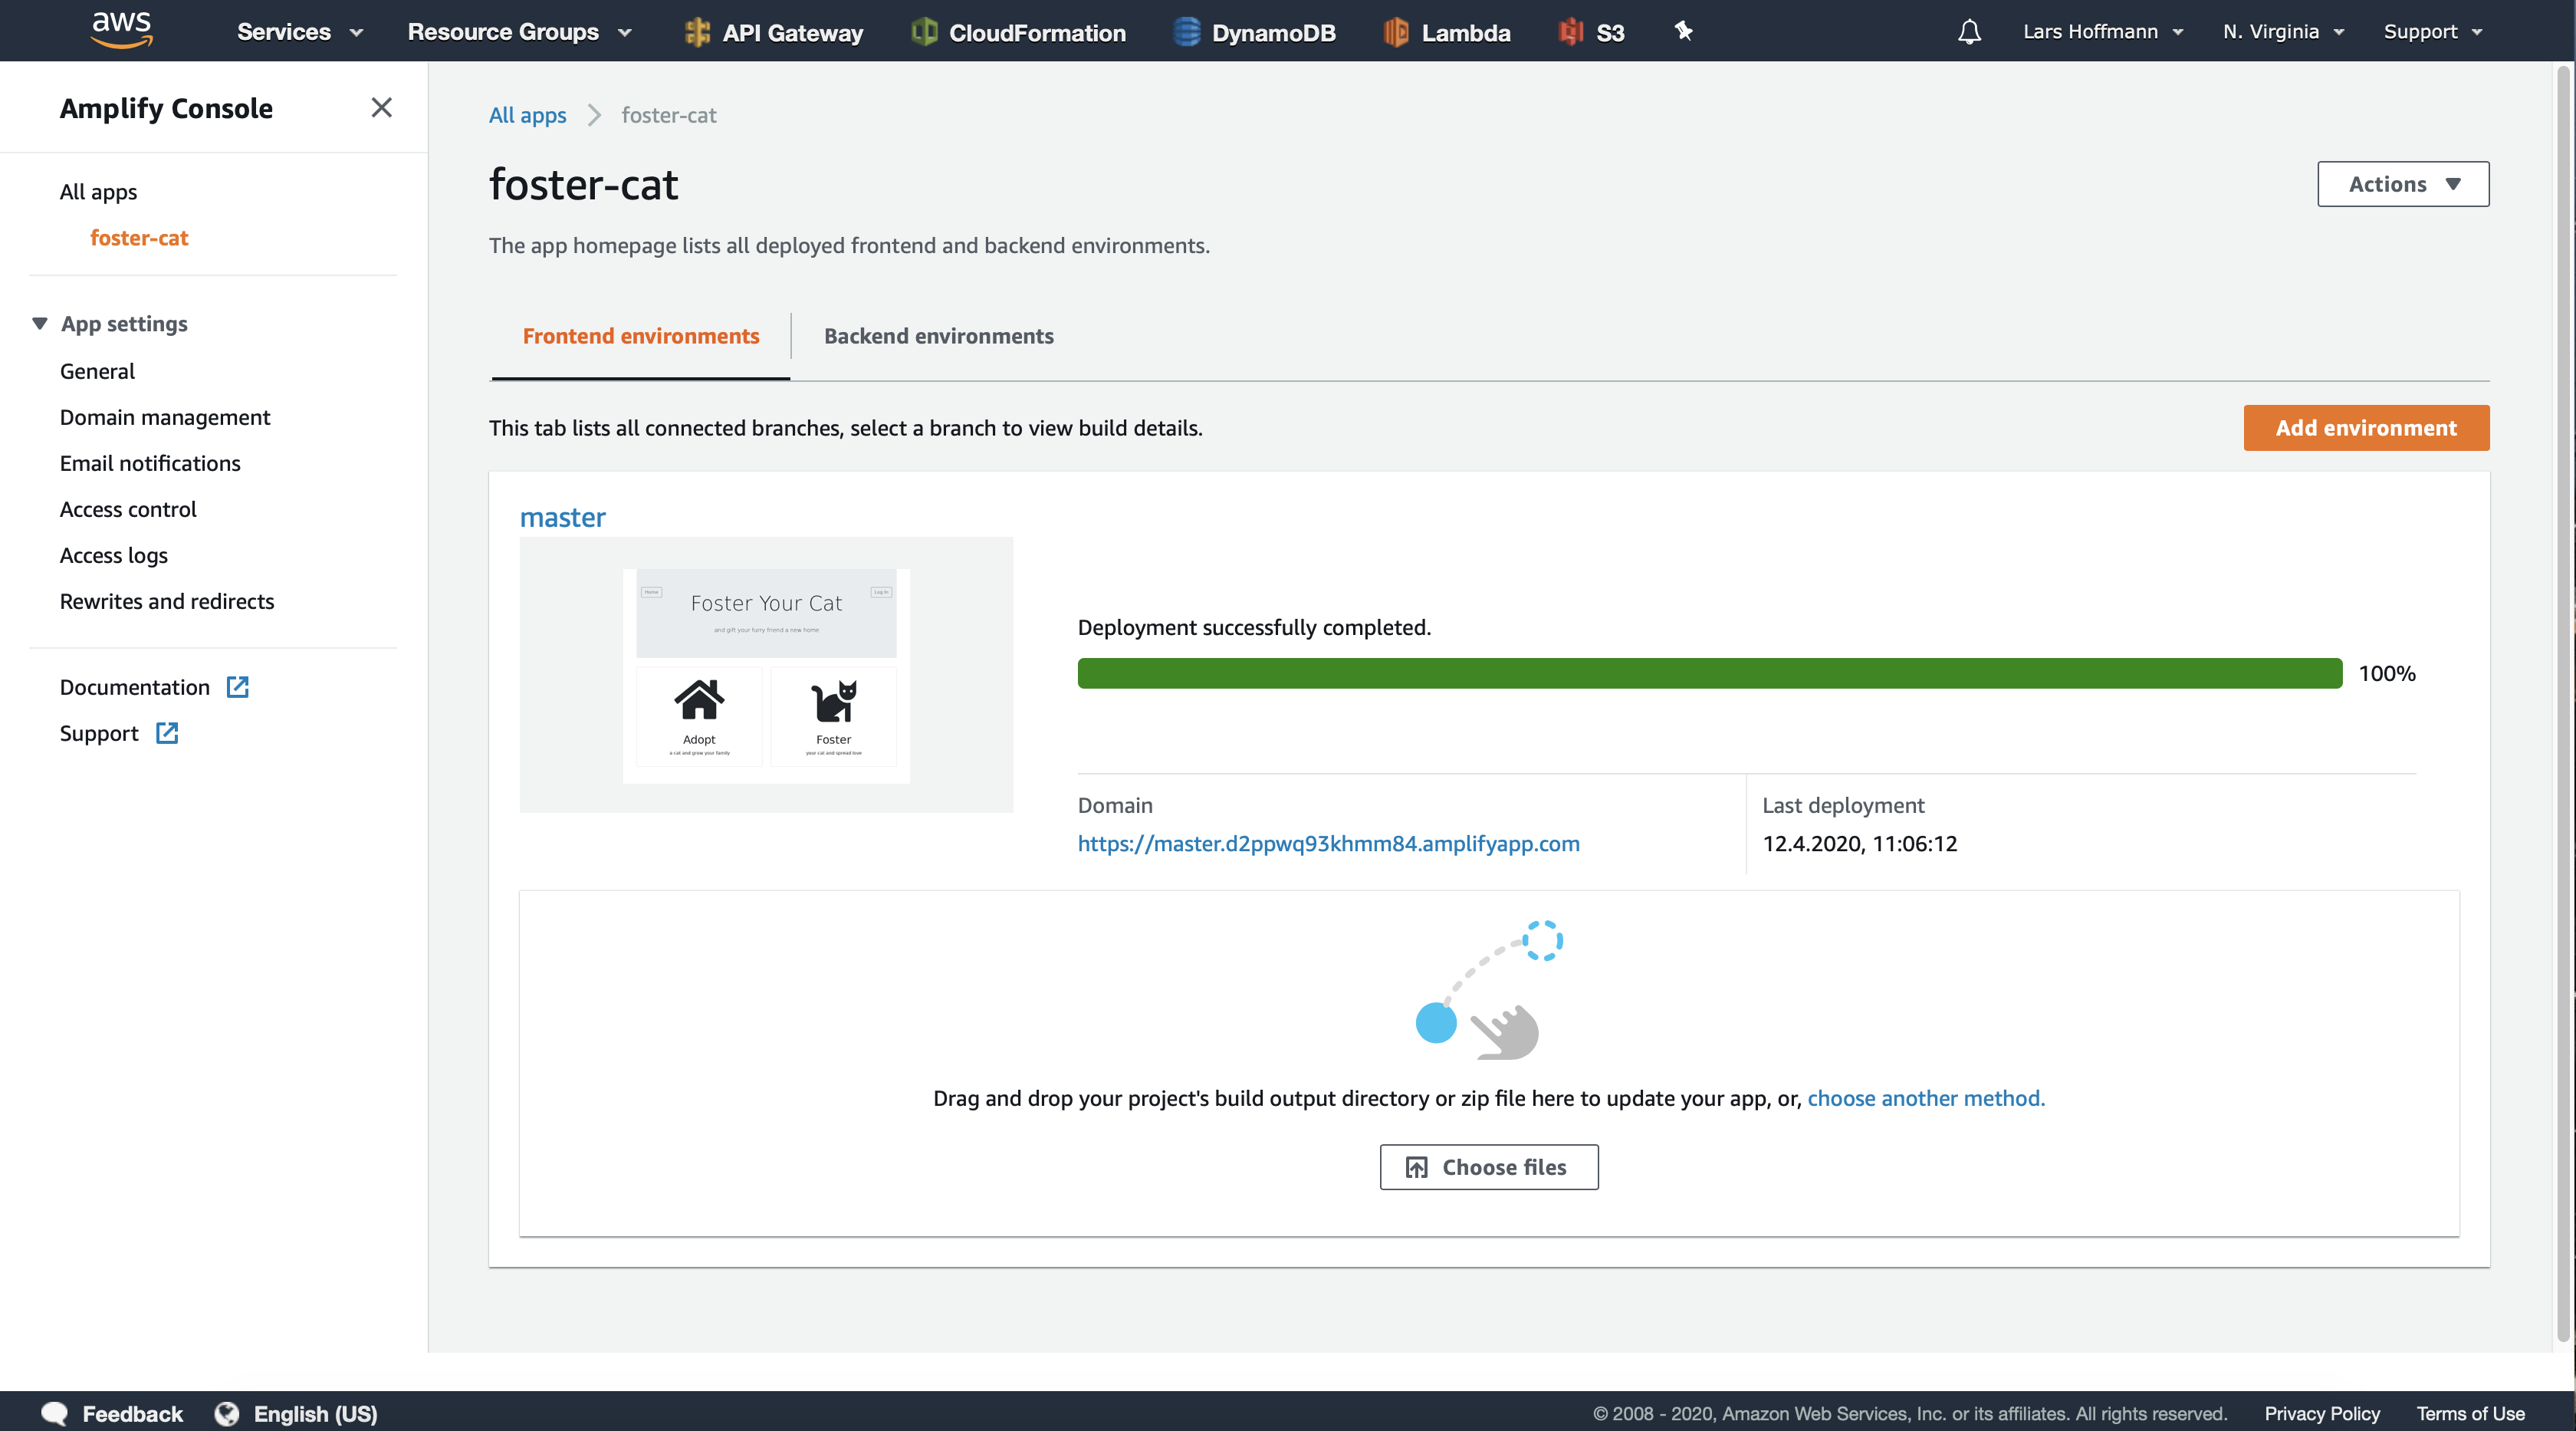 aws Services Resource Groups API Gateway CloudFormation DynamoDB Lambda S3 Lars Hoffmann N. Virginia Support
Amplify Console
All apps
foster-cat
App settings
General
Domain management
Email notifications
Access control
Access logs
Rewrites and redirects
Documentation
Support
All apps foster-cat
foster-cat
Actions
The app homepage lists all deployed frontend and backend environments.
Frontend environments Backend environments
This tab lists all connected branches, select a branch to view build details.
Add environment
master
Home
Log In
Foster Your Cat
and gift your furry friend a new home
Adopt
a cat and grow your family
Foster
your cat and spread love
Deployment successfully completed.
100%
Domain
https://master.d2ppwq93khmm84.amplifyapp.com
Last deployment
12.4.2020, 11:06:12
Drag and drop your project's build output directory or zip file here to update your app, or, choose another method.
Choose files
Feedback English (US) © 2008 - 2020, Amazon Web Services, Inc. or its affiliates. All rights reserved. Privacy Policy Terms of Use